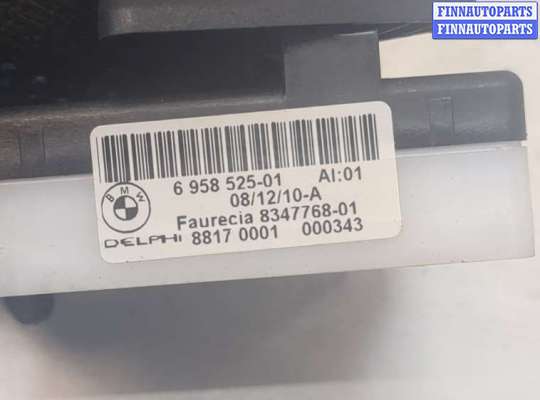 FINNAUTOPARTS
FINNAUTOPARTS
6 958 525-01 AI:01
08/12/10-A
BMW
Faurecia 8347768-01
DELPHI 8817 0001 000343